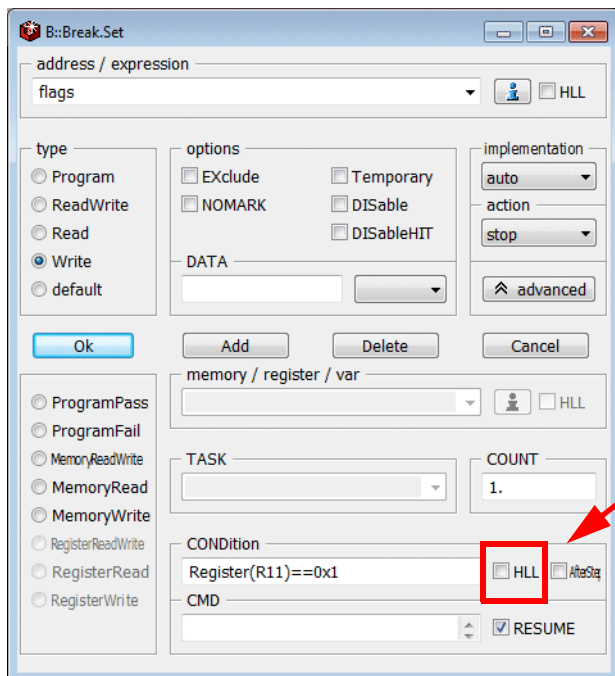 B::Break.Set
address / expression
flags
HLL
type
Program
ReadWrite
Read
Write
default
options
EXclude
Temporary
NOMARK
DISable
DISableHIT
DATA
implementation
auto
action
stop
advanced
Ok
Add
Delete
Cancel
ProgramPass
ProgramFail
MemoryReadWrite
MemoryRead
MemoryWrite
RegisterReadWrite
RegisterRead
RegisterWrite
memory / register / var
HLL
TASK
COUNT
1.
CONDition
Register(R11)==0x1
HLL
AfterStep
CMD
RESUME